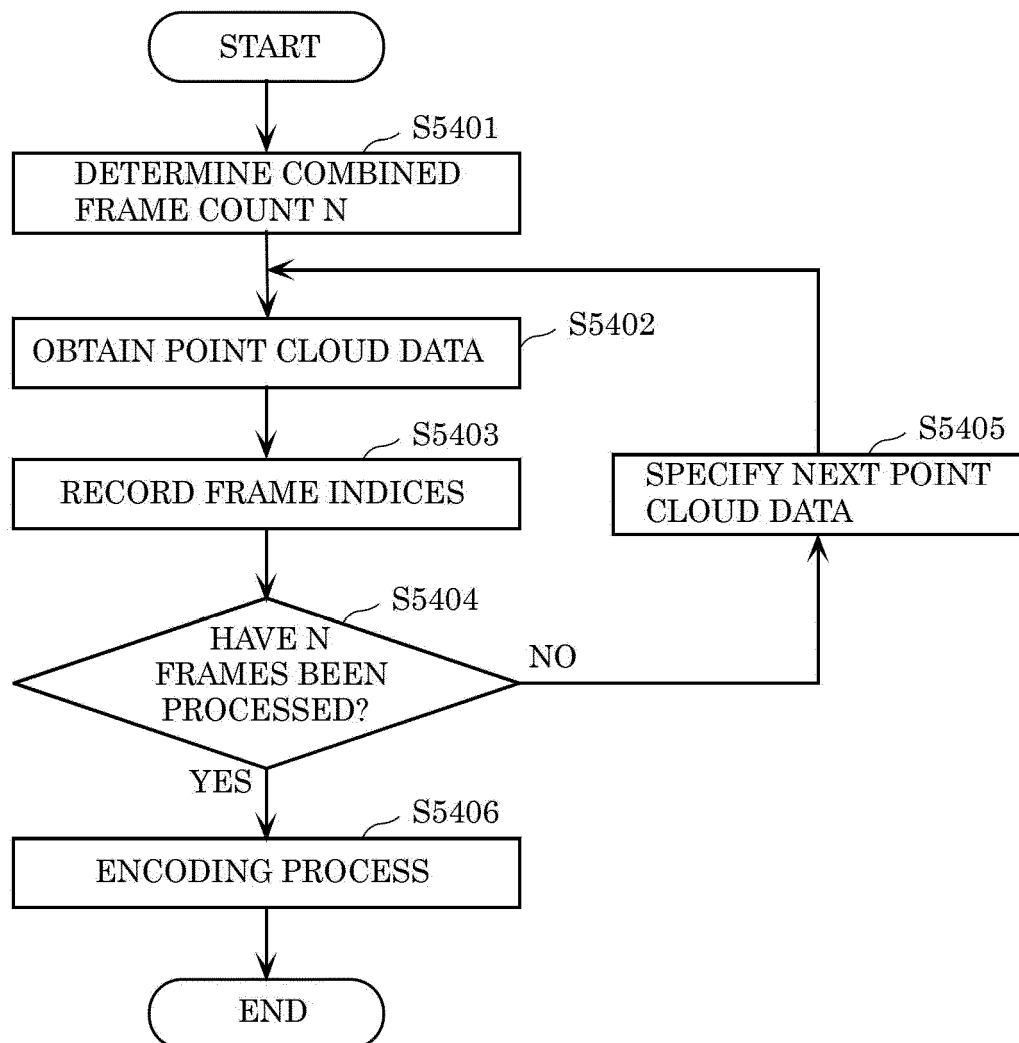 START
S5401
DETERMINE COMBINED
FRAME COUNT N
S5402
OBTAIN POINT CLOUD DATA
S5403
RECORD FRAME INDICES
S5405
SPECIFY NEXT POINT
CLOUD DATA
S5404
HAVE N
FRAMES BEEN
PROCESSED?
NO
YES
S5406
ENCODING PROCESS
END